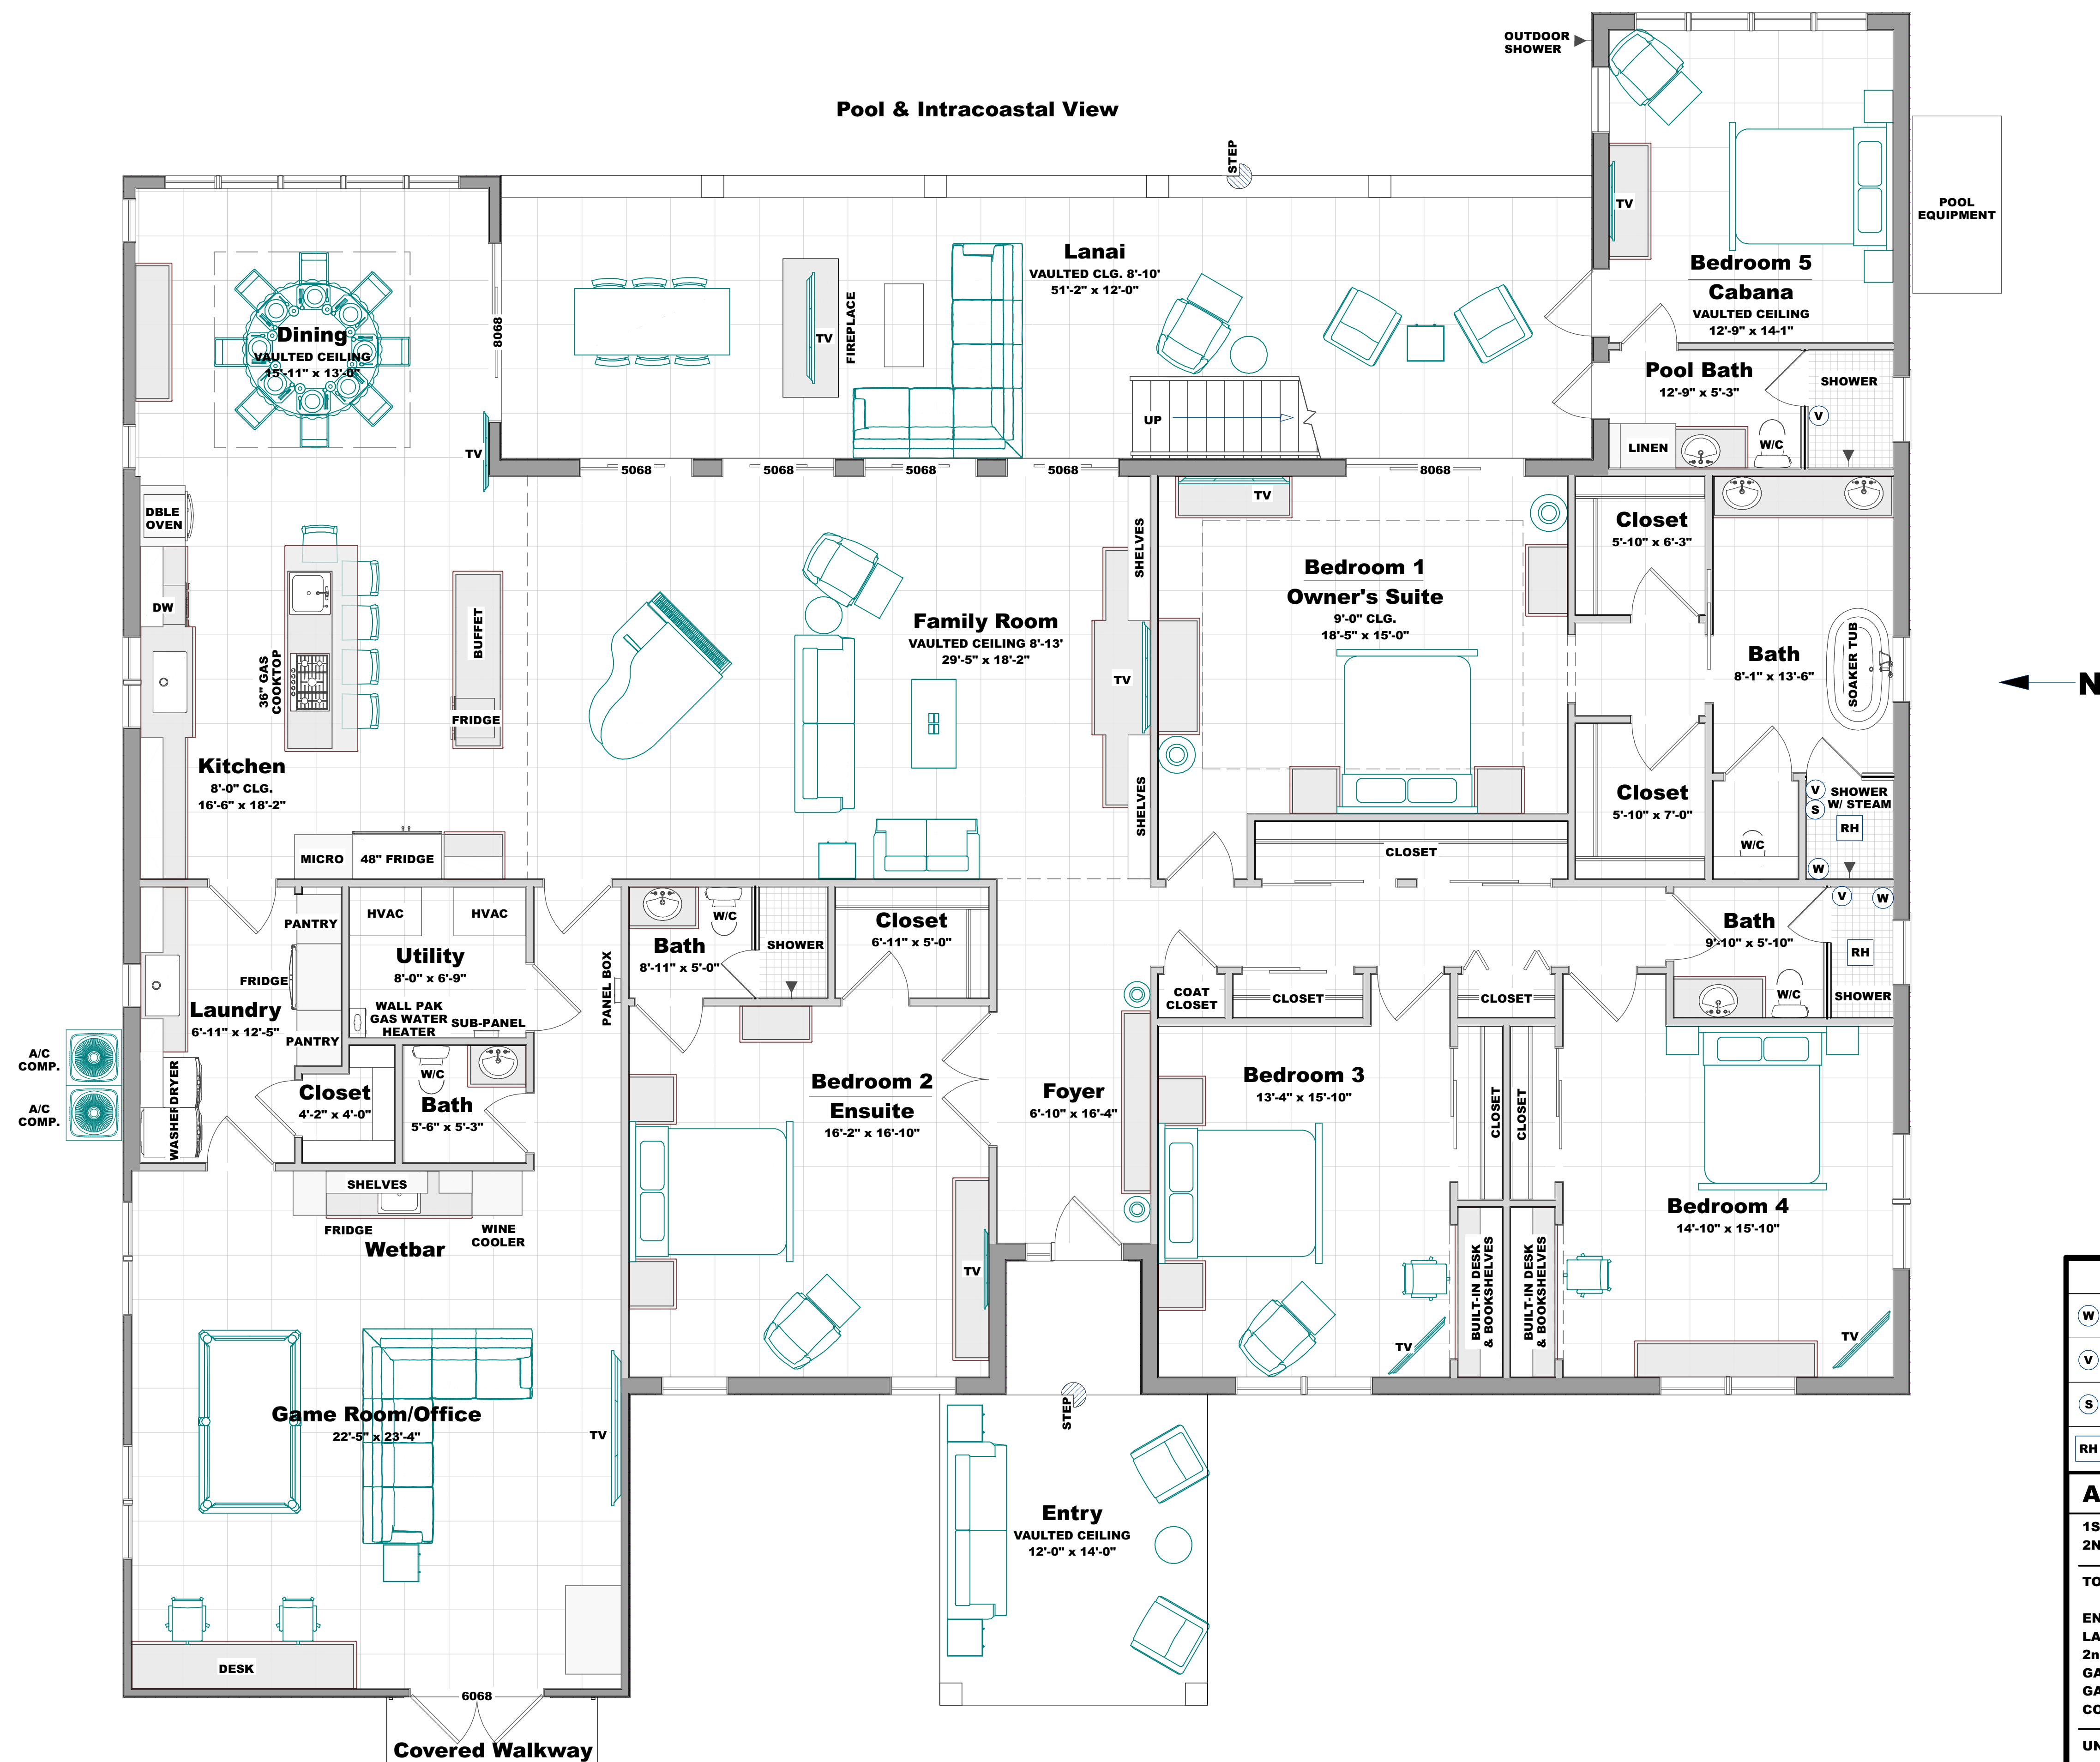 OUTDOOR
SHOWER
Pool & Intracoastal View
STEP
TV
POOL
EQUIPMENT
Bedroom 5
Cabana
VAULTED CEILING
12'-9" x 14-1"
Lanai
VAULTED CLG. 8'-10'
51'-2" x 12'-0"
Dining
VAULTED CEILING
15'-11" x 13'-0"
8068
TV
FIREPLACE
UP
Pool Bath
12'-9" x 5'-3"
SHOWER
V
LINEN
W/C
TV
5068
5068
5068
5068
8068
DBLE
OVEN
DW
36" GAS
COOKTOP
BUFFET
FRIDGE
Kitchen
8'-0" CLG.
16'-6" x 18'-2"
MICRO
48" FRIDGE
Family Room
VAULTED CEILING 8'-13'
29'-5" x 18'-2"
SHELVES
TV
SHELVES
TV
Bedroom 1
Owner's Suite
9'-0" CLG.
18'-5" x 15'-0"
Closet
5'-10" x 6'-3"
Bath
8'-1" x 13'-6"
SOAKER TUB
N
Closet
5'-10" x 7'-0"
W/C
V
S
SHOWER
W/ STEAM
RH
W
CLOSET
PANTRY
HVAC
HVAC
Utility
8'-0" x 6'-9"
FRIDGE
WALL PAK
GAS WATER
HEATER
SUB-PANEL
PANEL BOX
Laundry
6'-11" x 12'-5"
PANTRY
Bath
8'-11" x 5'-0"
W/C
SHOWER
Closet
6'-11" x 5'-0"
COAT
CLOSET
CLOSET
CLOSET
Bath
9'-10" x 5'-10"
V
W
RH
W/C
SHOWER
A/C
COMP.
A/C
COMP.
DRYER
WASHER
Closet
4'-2" x 4'-0"
W/C
Bath
5'-6" x 5'-3"
Bedroom 2
Ensuite
16'-2" x 16'-10"
TV
Foyer
6'-10" x 16'-4"
Bedroom 3
13'-4" x 15'-10"
CLOSET
CLOSET
Bedroom 4
14'-10" x 15'-10"
BUILT-IN DESK
& BOOKSHELVES
BUILT-IN DESK
& BOOKSHELVES
TV
TV
SHELVES
FRIDGE
WINE
COOLER
Wetbar
Game Room/Office
22'-5" x 23'-4"
TV
DESK
6068
Covered Walkway
STEP
Entry
VAULTED CEILING
12'-0" x 14'-0"
W
V
S
RH
A
1S
2N
TO
EN
LA
2n
GA
GA
CO
UN